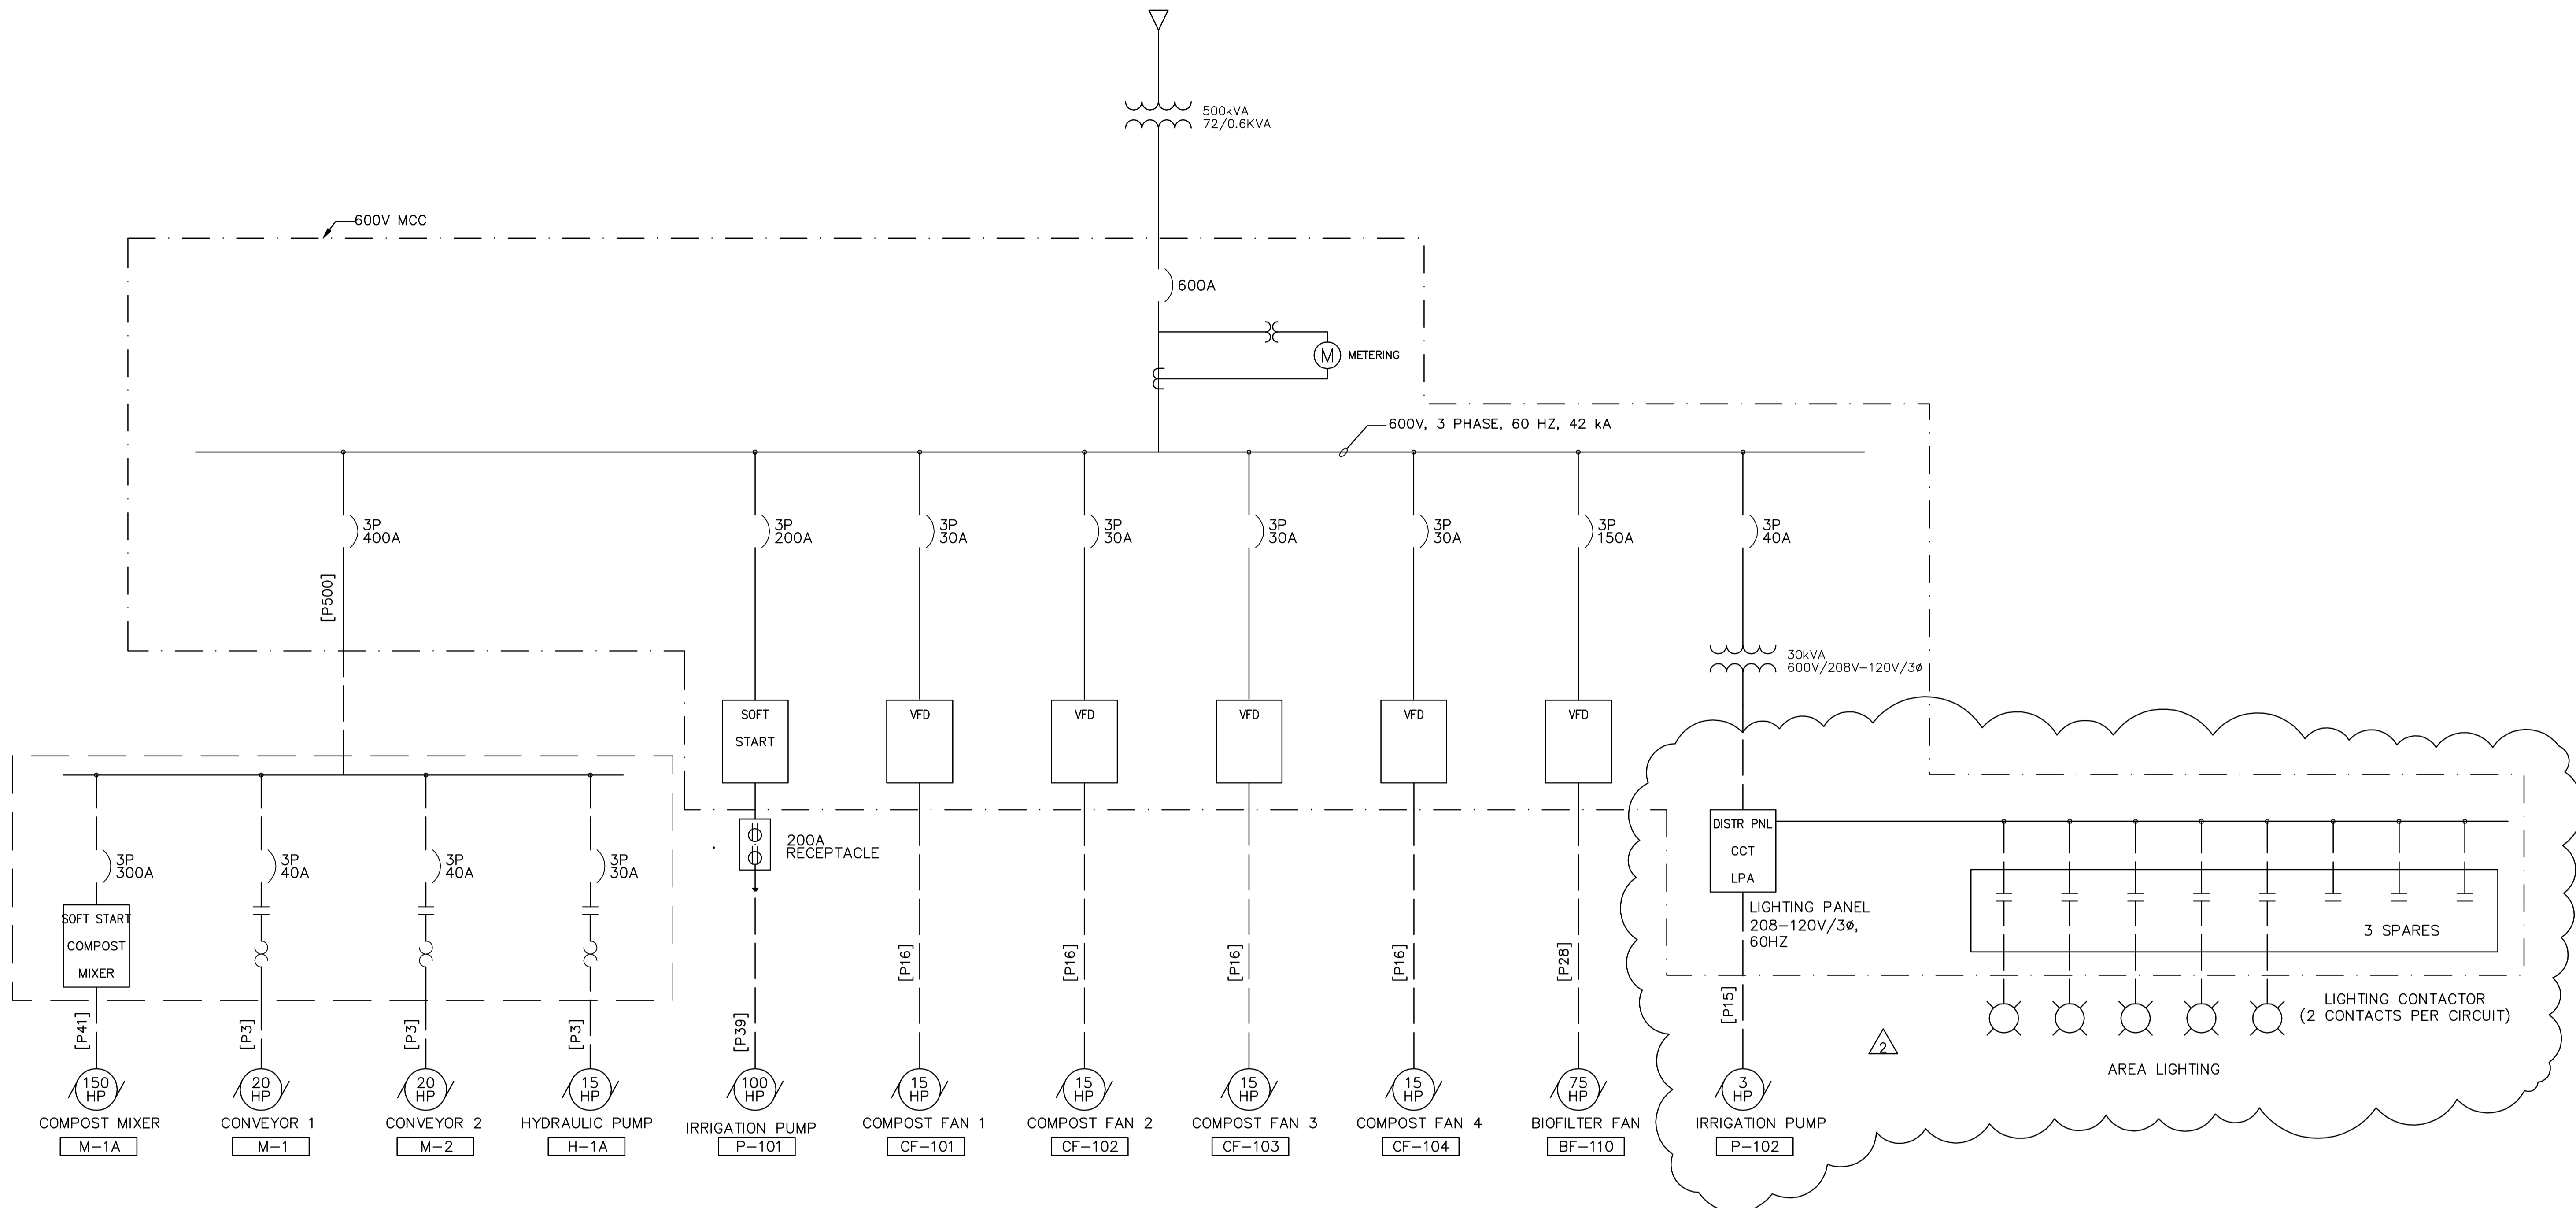 500kVA
72/0.6KVA
600V MCC
600A
M
METERING
600V, 3 PHASE, 60 HZ, 42 kA
3P
400A
3P
200A
3P
30A
3P
30A
3P
30A
3P
30A
3P
150A
3P
40A
[P500]
30kVA
600V/208V-120V/3ø
SOFT
START
VFD
VFD
VFD
VFD
VFD
DISTR PNL
CCT
LPA
200A
RECEPTACLE
3P
300A
3P
40A
3P
40A
3P
30A
SOFT START
COMPOST
MIXER
LIGHTING PANEL
208-120V/3ø,
60HZ
3 SPARES
[P41]
[P3]
[P3]
[P3]
[P39]
[P16]
[P16]
[P16]
[P16]
[P28]
[P15]
LIGHTING CONTACTOR
(2 CONTACTS PER CIRCUIT)
2
AREA LIGHTING
150
HP
20
HP
20
HP
15
HP
100
HP
15
HP
15
HP
15
HP
15
HP
75
HP
3
HP
COMPOST MIXER
M-1A
CONVEYOR 1
M-1
CONVEYOR 2
M-2
HYDRAULIC PUMP
H-1A
IRRIGATION PUMP
P-101
COMPOST FAN 1
CF-101
COMPOST FAN 2
CF-102
COMPOST FAN 3
CF-103
COMPOST FAN 4
CF-104
BIOFILTER FAN
BF-110
IRRIGATION PUMP
P-102